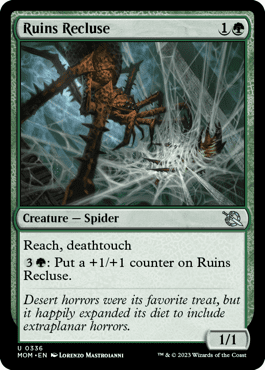 Ruins Recluse 1
Creature — Spider
Reach, deathtouch
3 : Put a +1/+1 counter on Ruins
Recluse.
Desert horrors were its favorite treat, but
it happily expanded its diet to include
extraplanar horrors.
1/1
U 0336
MOM • EN Lorenzo Mastroianni ™ & © 2023 Wizards of the Coast